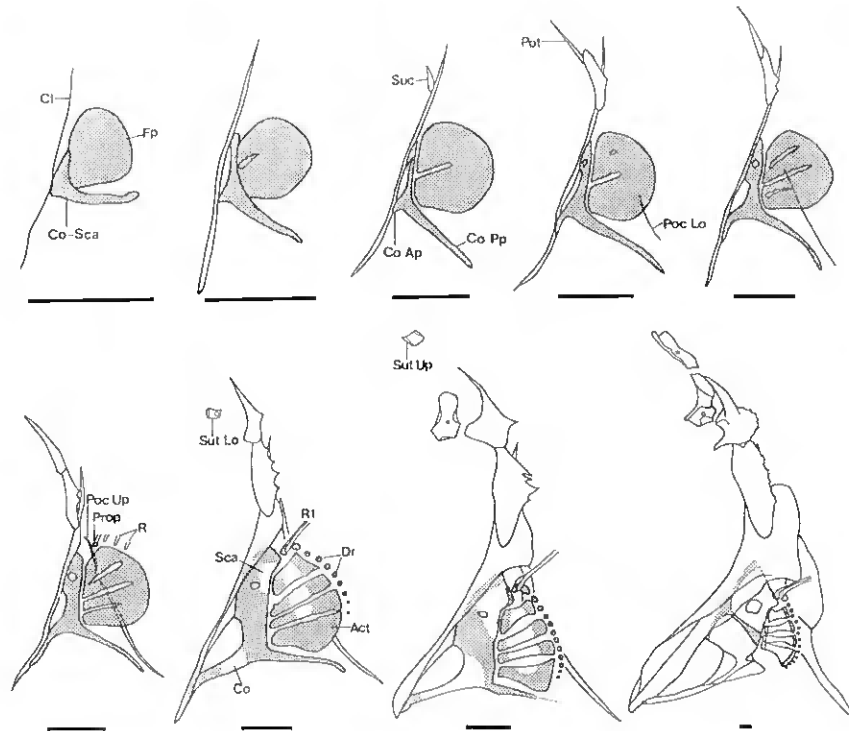 Cl
Fp
Co-Sca
Suc
Co Ap
Co Pp
Pot
Poc Lo
Poc Up
Prop
R
Sut Lo
R1
Sca
Dr
Act
Co
Sut Up